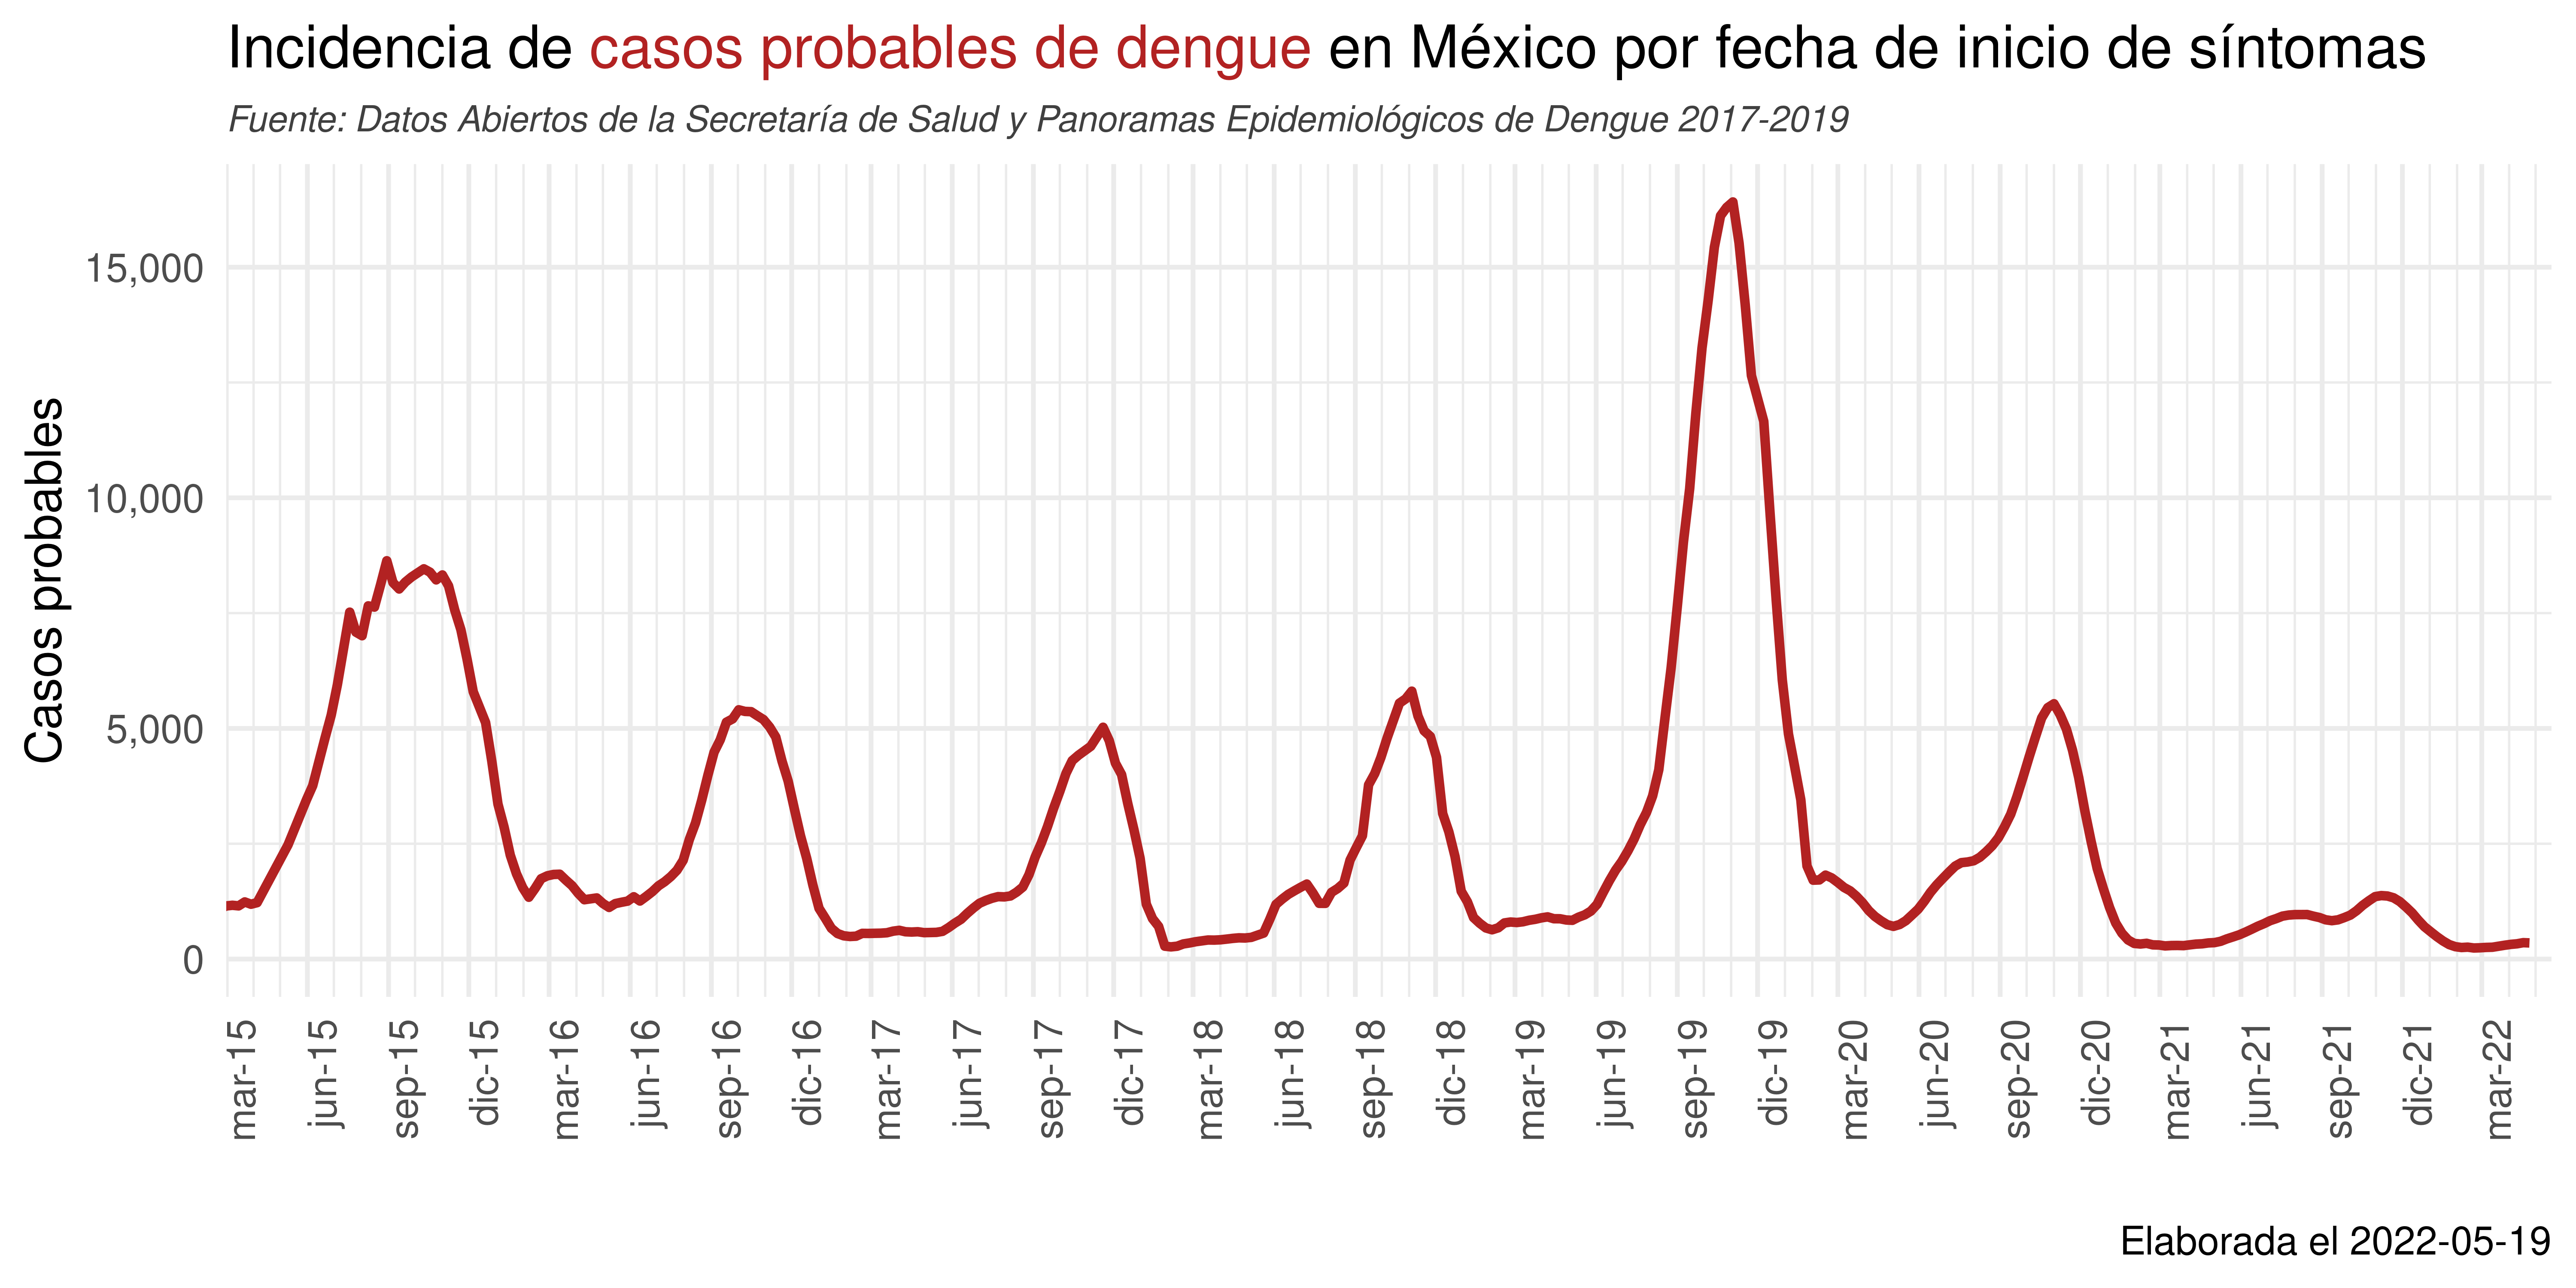 Incidencia de casos probables de dengue en México por fecha de inicio de síntomas
Fuente: Datos Abiertos de la Secretaría de Salud y Panoramas Epidemiológicos de Dengue 2017-2019
Casos probables
15,000
10,000
5,000
0
mar-15
jun-15
sep-15
dic-15
mar-16
jun-16
sep-16
dic-16
mar-17
jun-17
sep-17
dic-17
mar-18
jun-18
sep-18
dic-18
mar-19
jun-19
sep-19
dic-19
mar-20
jun-20
sep-20
dic-20
mar-21
jun-21
sep-21
dic-21
mar-22
Elaborada el 2022-05-19